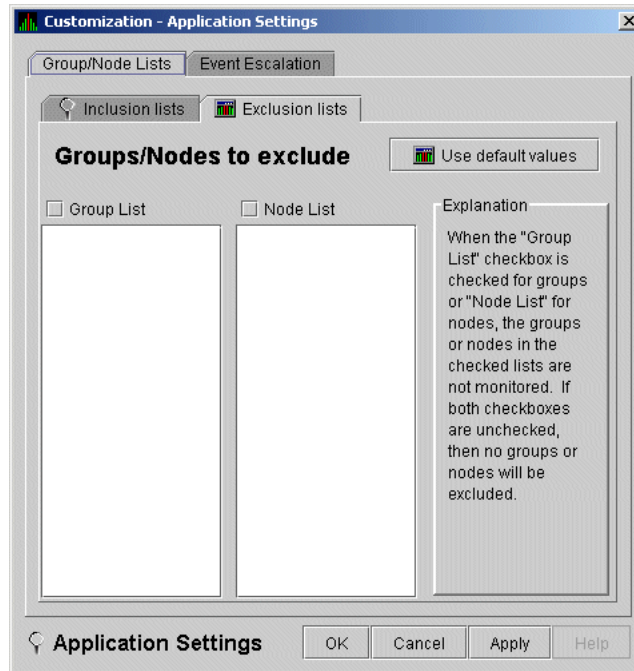 Customization - Application Settings
Group/Node Lists
Event Escalation
Inclusion lists
Exclusion lists
Groups/Nodes to exclude
Use default values
Group List
Node List
Explanation
When the "Group
List" checkbox is
checked for groups
or "Node List" for
nodes, the groups
or nodes in the
checked lists are
not monitored. If
both checkboxes
are unchecked,
then no groups or
nodes will be
excluded.
Application Settings
OK
Cancel
Apply
Help